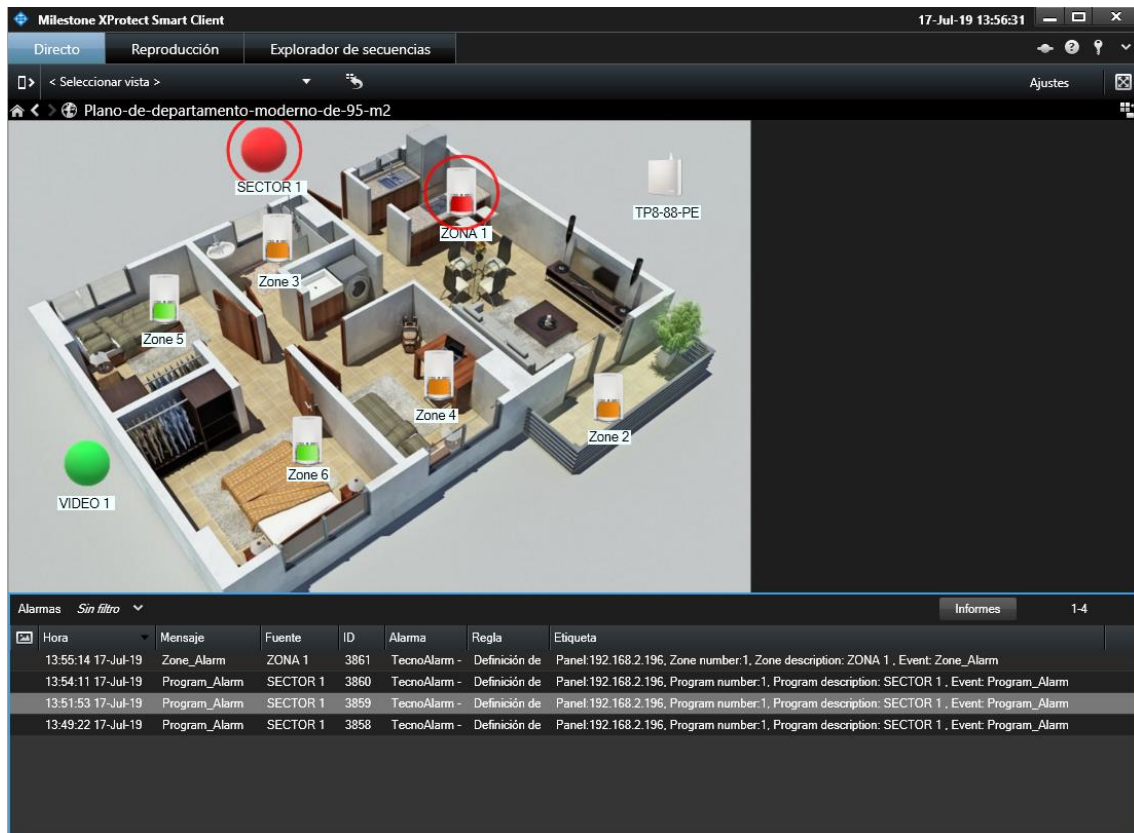 Milestone XProtect Smart Client 17-Jul-19 13:56:31
Directo Reproducción Explorador de secuencias
< Seleccionar vista > Ajustes
Plano-de-departamento-moderno-de-95-m2
SECTOR 1
TP8-88-PE
ZONA 1
Zone 3
Zone 5
Zone 4
Zone 2
Zone 6
VIDEO 1
Alarmas Sin filtro Informes 1-4
Hora Mensaje Fuente ID Alarma Regla Etiqueta
13:55:14 17-Jul-19 Zone_Alarm ZONA 1 3861 TecnoAlarm - Definición de Panel:192.168.2.196, Zone number:1, Zone description: ZONA 1 , Event: Zone_Alarm
13:54:11 17-Jul-19 Program_Alarm SECTOR 1 3860 TecnoAlarm - Definición de Panel:192.168.2.196, Program number:1, Program description: SECTOR 1 , Event: Program_Alarm
13:51:53 17-Jul-19 Program_Alarm SECTOR 1 3859 TecnoAlarm - Definición de Panel:192.168.2.196, Program number:1, Program description: SECTOR 1 , Event: Program_Alarm
13:49:22 17-Jul-19 Program_Alarm SECTOR 1 3858 TecnoAlarm - Definición de Panel:192.168.2.196, Program number:1, Program description: SECTOR 1 , Event: Program_Alarm